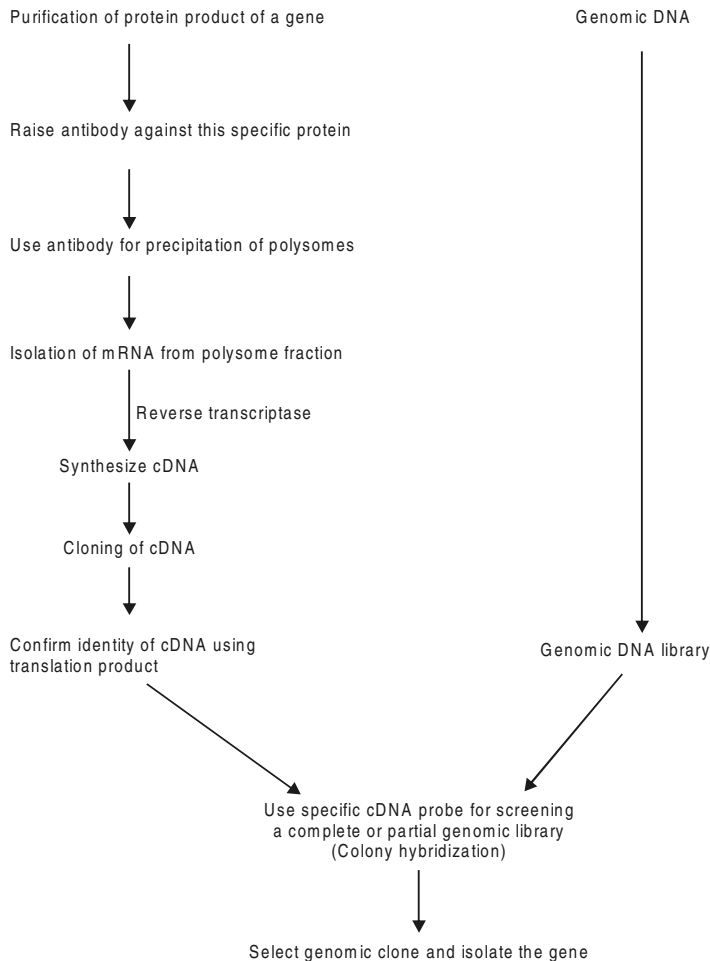 Purification of protein product of a gene
Genomic DNA
Raise antibody against this specific protein
Use antibody for precipitation of polysomes
Isolation of mRNA from polysome fraction
Reverse transcriptase
Synthesize cDNA
Cloning of cDNA
Confirm identity of cDNA using
translation product
Genomic DNA library
Use specific cDNA probe for screening
a complete or partial genomic library
(Colony hybridization)
Select genomic clone and isolate the gene